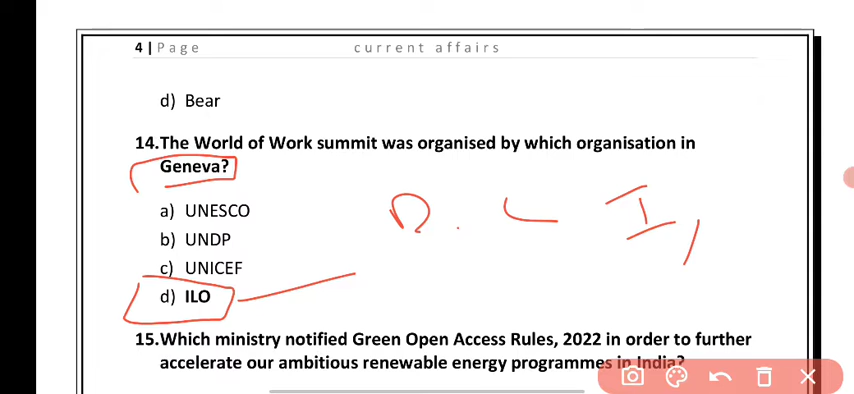 4 | Page current affairs
d) Bear
14.The World of Work summit was organised by which organisation in
Geneva?
a) UNESCO
b) UNDP
c) UNICEF
d) ILO
15.Which ministry notified Green Open Access Rules, 2022 in order to further
accelerate our ambitious renewable energy programmes in India?